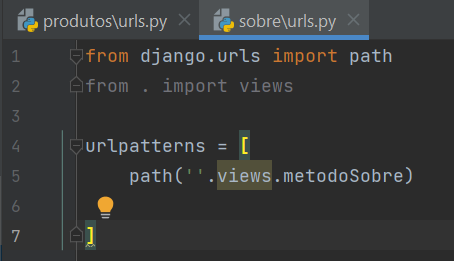 produtos\urls.py sobre\urls.py
1 from django.urls import path
2 from . import views
3
4 urlpatterns = [
5 path(''.views.metodoSobre)
6
7 ]